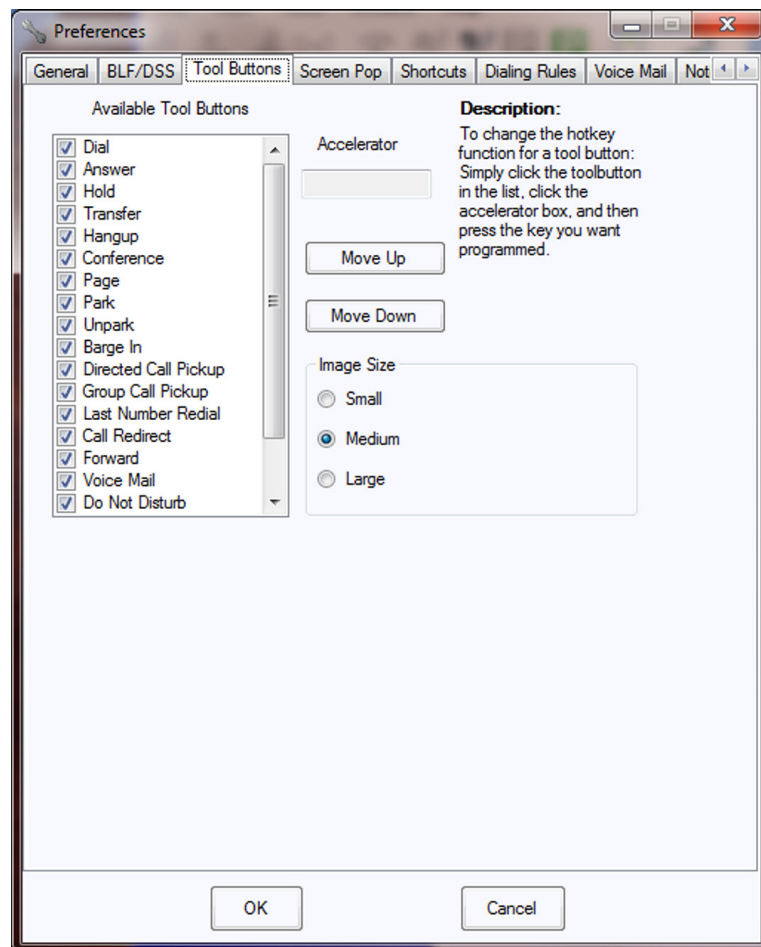 Preferences
General BLF/DSS Tool Buttons Screen Pop Shortcuts Dialing Rules Voice Mail Not
Available Tool Buttons
Dial
Answer
Hold
Transfer
Hangup
Conference
Page
Park
Unpark
Barge In
Directed Call Pickup
Group Call Pickup
Last Number Redial
Call Redirect
Forward
Voice Mail
Do Not Disturb
Accelerator
Move Up
Move Down
Image Size
Small
Medium
Large
Description:
To change the hotkey
function for a tool button:
Simply click the toolbutton
in the list, click the
accelerator box, and then
press the key you want
programmed.
OK Cancel